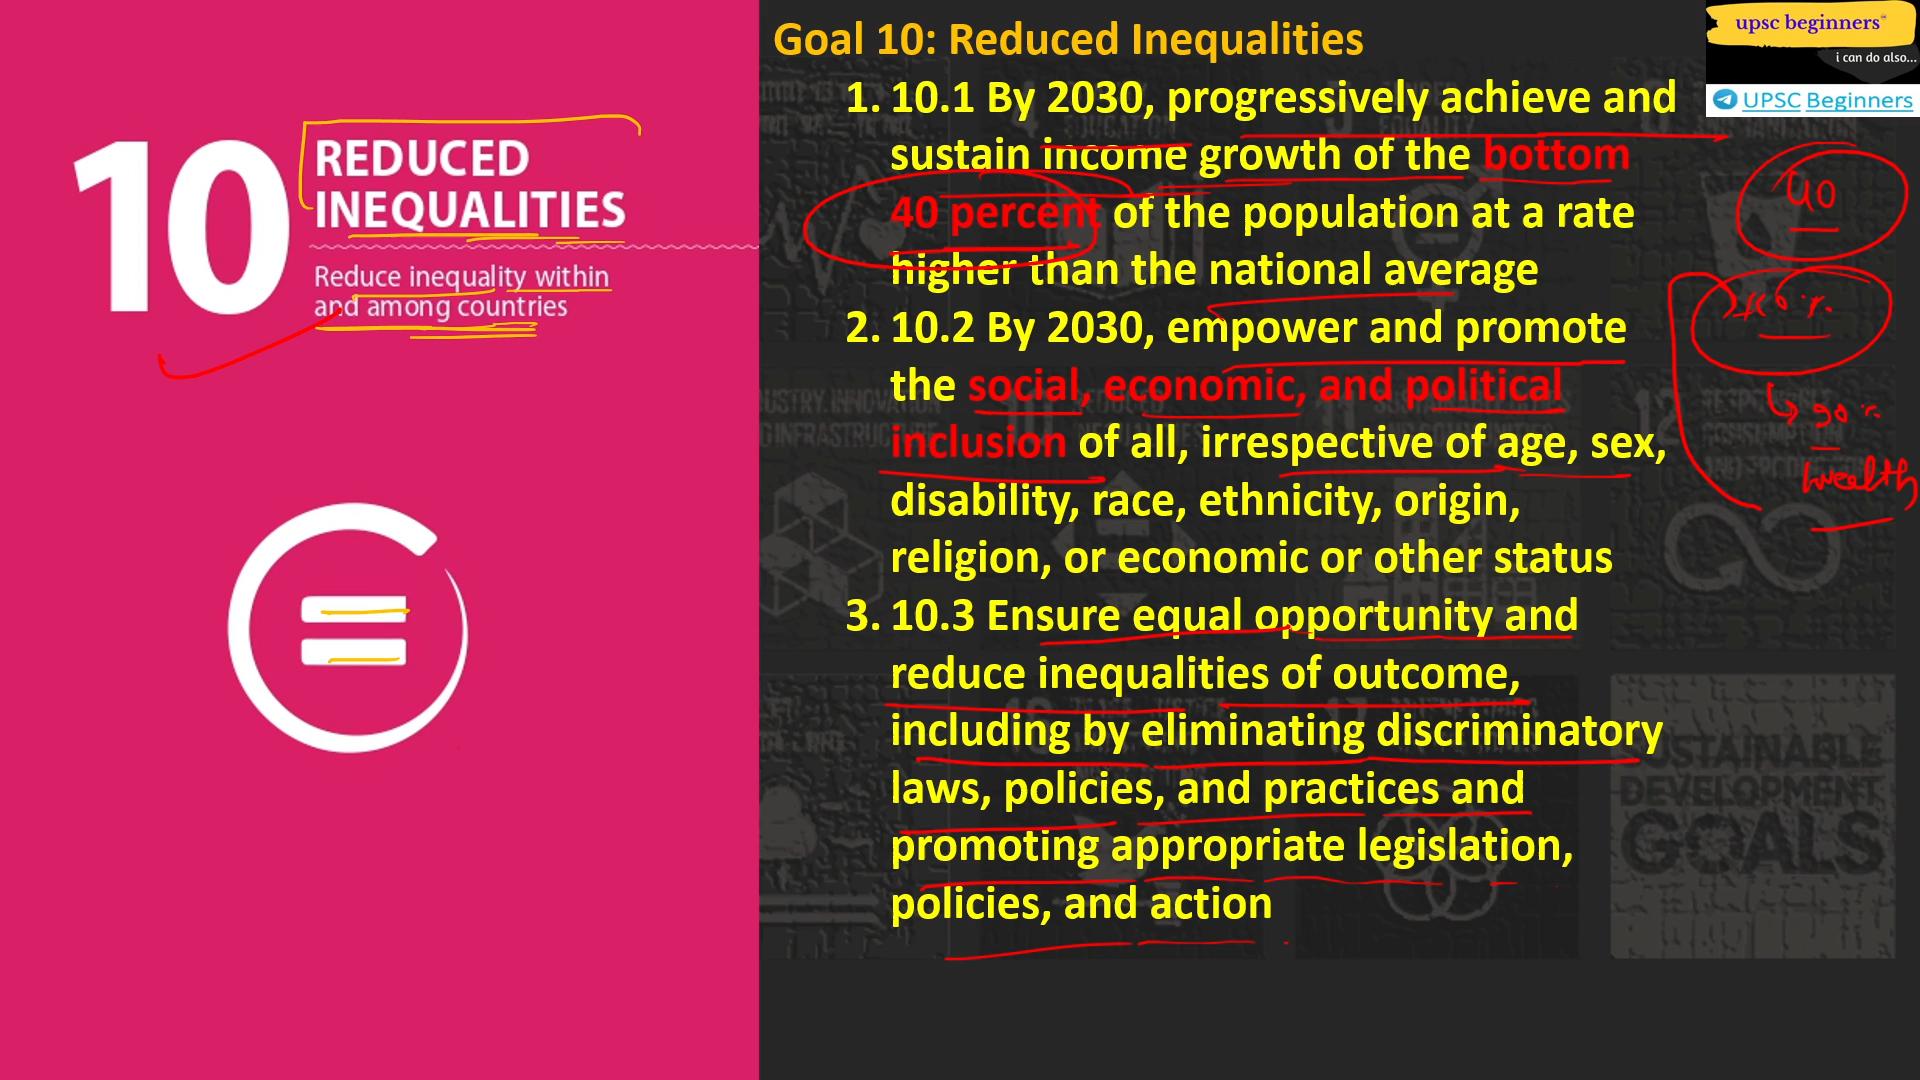 10
REDUCED
INEQUALITIES
Reduce inequality within
and among countries
Goal 10: Reduced Inequalities
1. 10.1 By 2030, progressively achieve and
sustain income growth of the bottom
40 percent of the population at a rate
higher than the national average
2. 10.2 By 2030, empower and promote
the social, economic, and political
inclusion of all, irrespective of age, sex,
disability, race, ethnicity, origin,
religion, or economic or other status
3. 10.3 Ensure equal opportunity and
reduce inequalities of outcome,
including by eliminating discriminatory
laws, policies, and practices and
promoting appropriate legislation,
policies, and action
upsc beginners
i can do also...
UPSC Beginners
40
90 %
wealth
SUSTAINABLE
DEVELOPMENT
GOALS